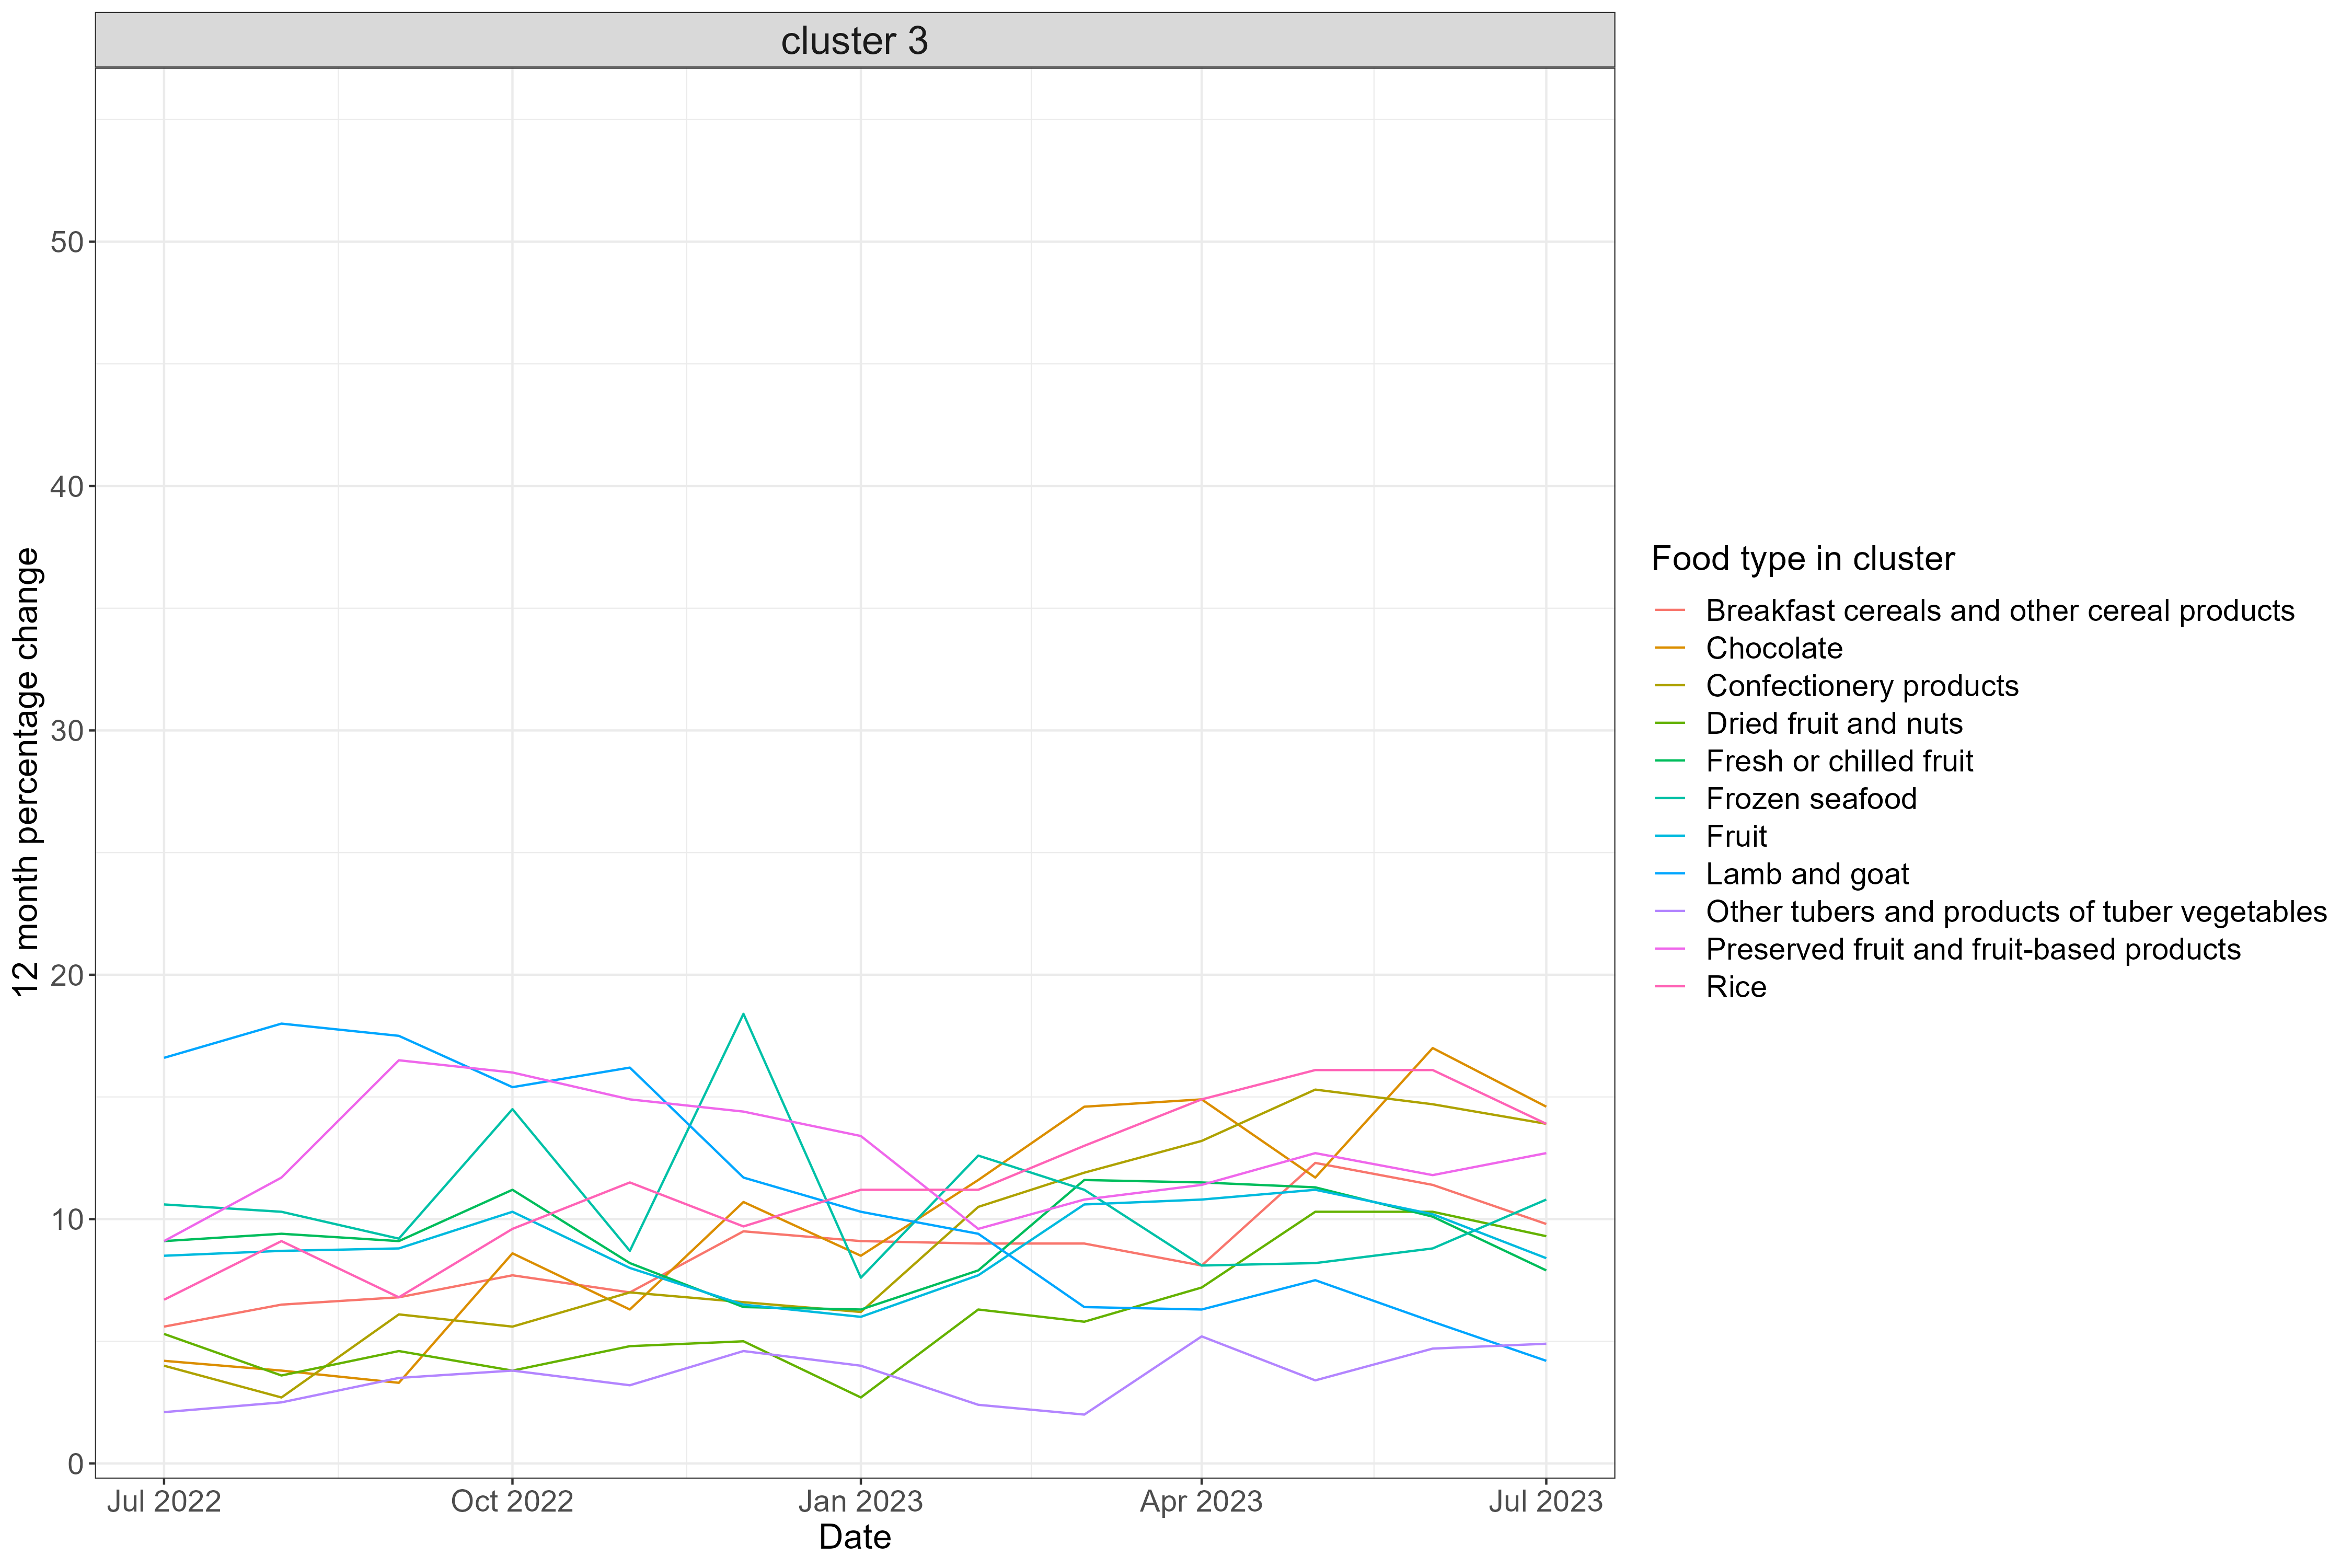 cluster 3
12 month percentage change
50
40
30
20
10
0
Jul 2022
Oct 2022
Jan 2023
Apr 2023
Jul 2023
Date
Food type in cluster
Breakfast cereals and other cereal products
Chocolate
Confectionery products
Dried fruit and nuts
Fresh or chilled fruit
Frozen seafood
Fruit
Lamb and goat
Other tubers and products of tuber vegetables
Preserved fruit and fruit-based products
Rice